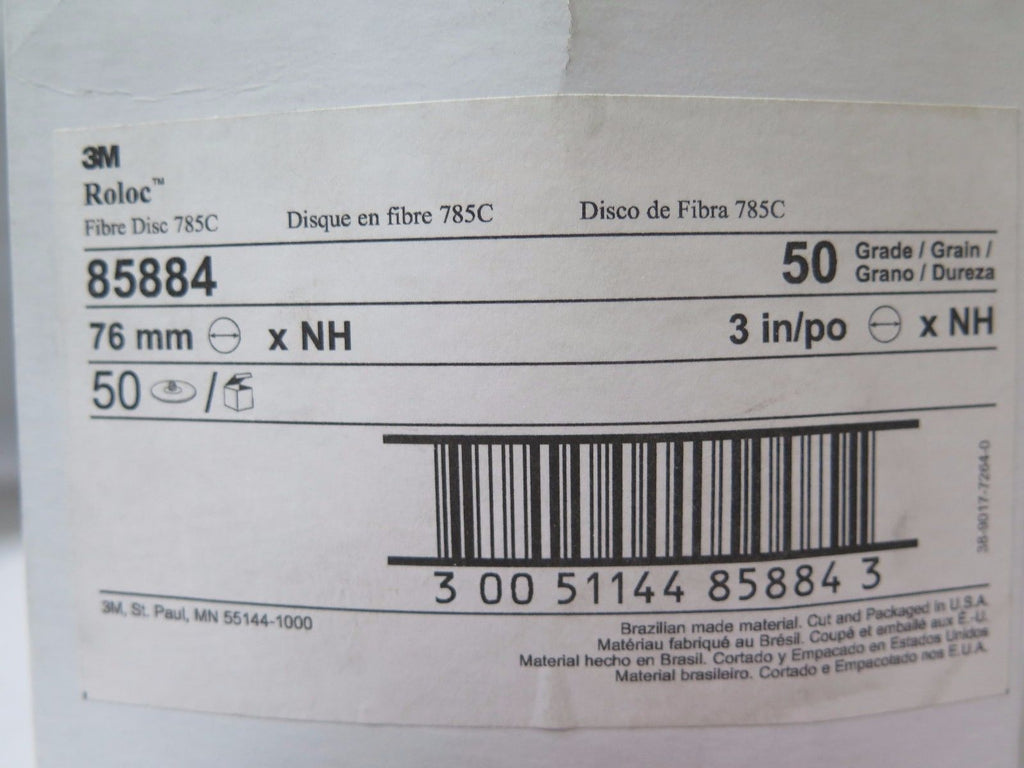 3M
Roloc™
Fibre Disc 785C Disque en fibre 785C Disco de Fibra 785C
85884 50 Grade / Grain /
Grano / Dureza
76 mm x NH 3 in/po x NH
50 /
38-9017-7264-0
3 00 51144 85884 3
3M, St. Paul, MN 55144-1000
Brazilian made material. Cut and Packaged in U.S.A.
Matériau fabriqué au Brésil. Coupé et emballé aux É.-U.
Material hecho en Brasil. Cortado y Empacado en Estados Unidos
Material brasileiro. Cortado e Empacotado nos E.U.A.